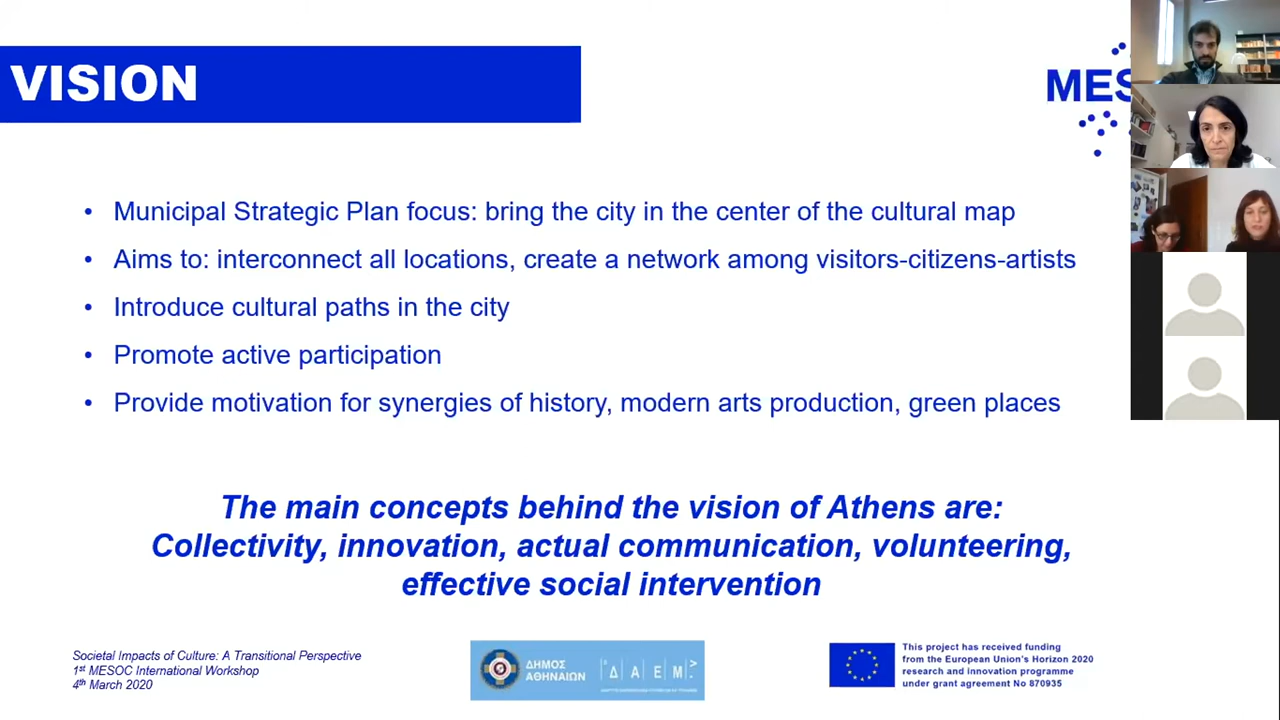 VISION
MES
• Municipal Strategic Plan focus: bring the city in the center of the cultural map
• Aims to: interconnect all locations, create a network among visitors-citizens-artists
• Introduce cultural paths in the city
• Promote active participation
• Provide motivation for synergies of history, modern arts production, green places
The main concepts behind the vision of Athens are:
Collectivity, innovation, actual communication, volunteering,
effective social intervention
Societal Impacts of Culture: A Transitional Perspective
1st MESOC International Workshop
4th March 2020
ΔΗΜΟΣ
ΑΘΗΝΑΙΩΝ
Δ Α Ε Μ
This project has received funding
from the European Union's Horizon 2020
research and innovation programme
under grant agreement No 870935